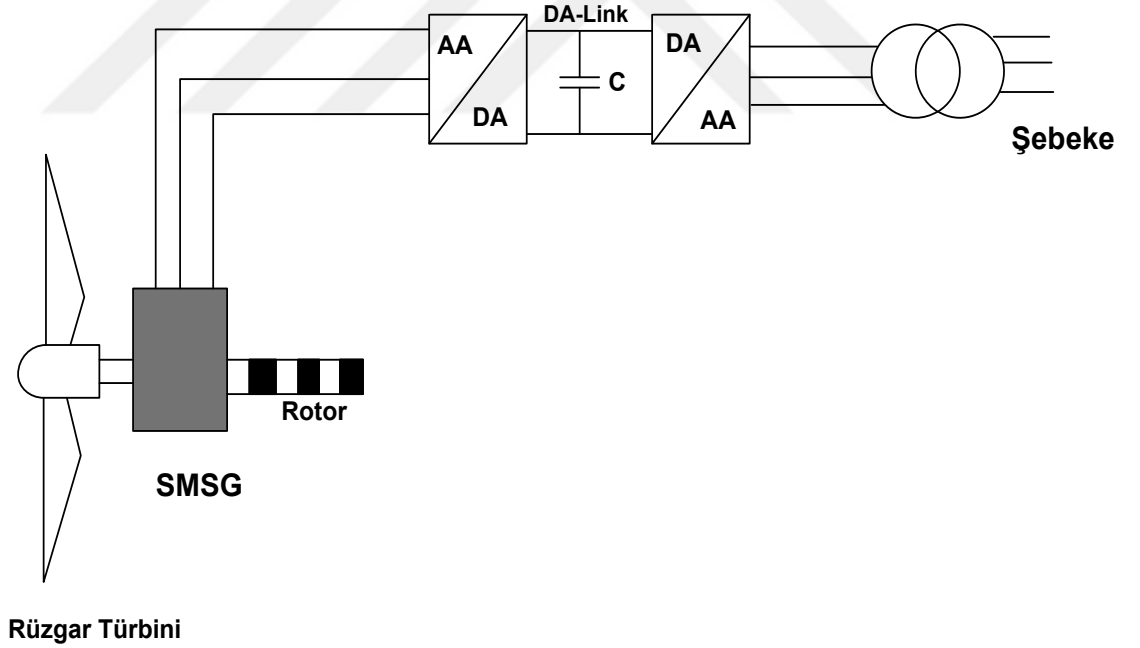 DA-Link
AA
DA
C
DA
AA
Şebeke
Rotor
SMSG
Rüzgar Türbini